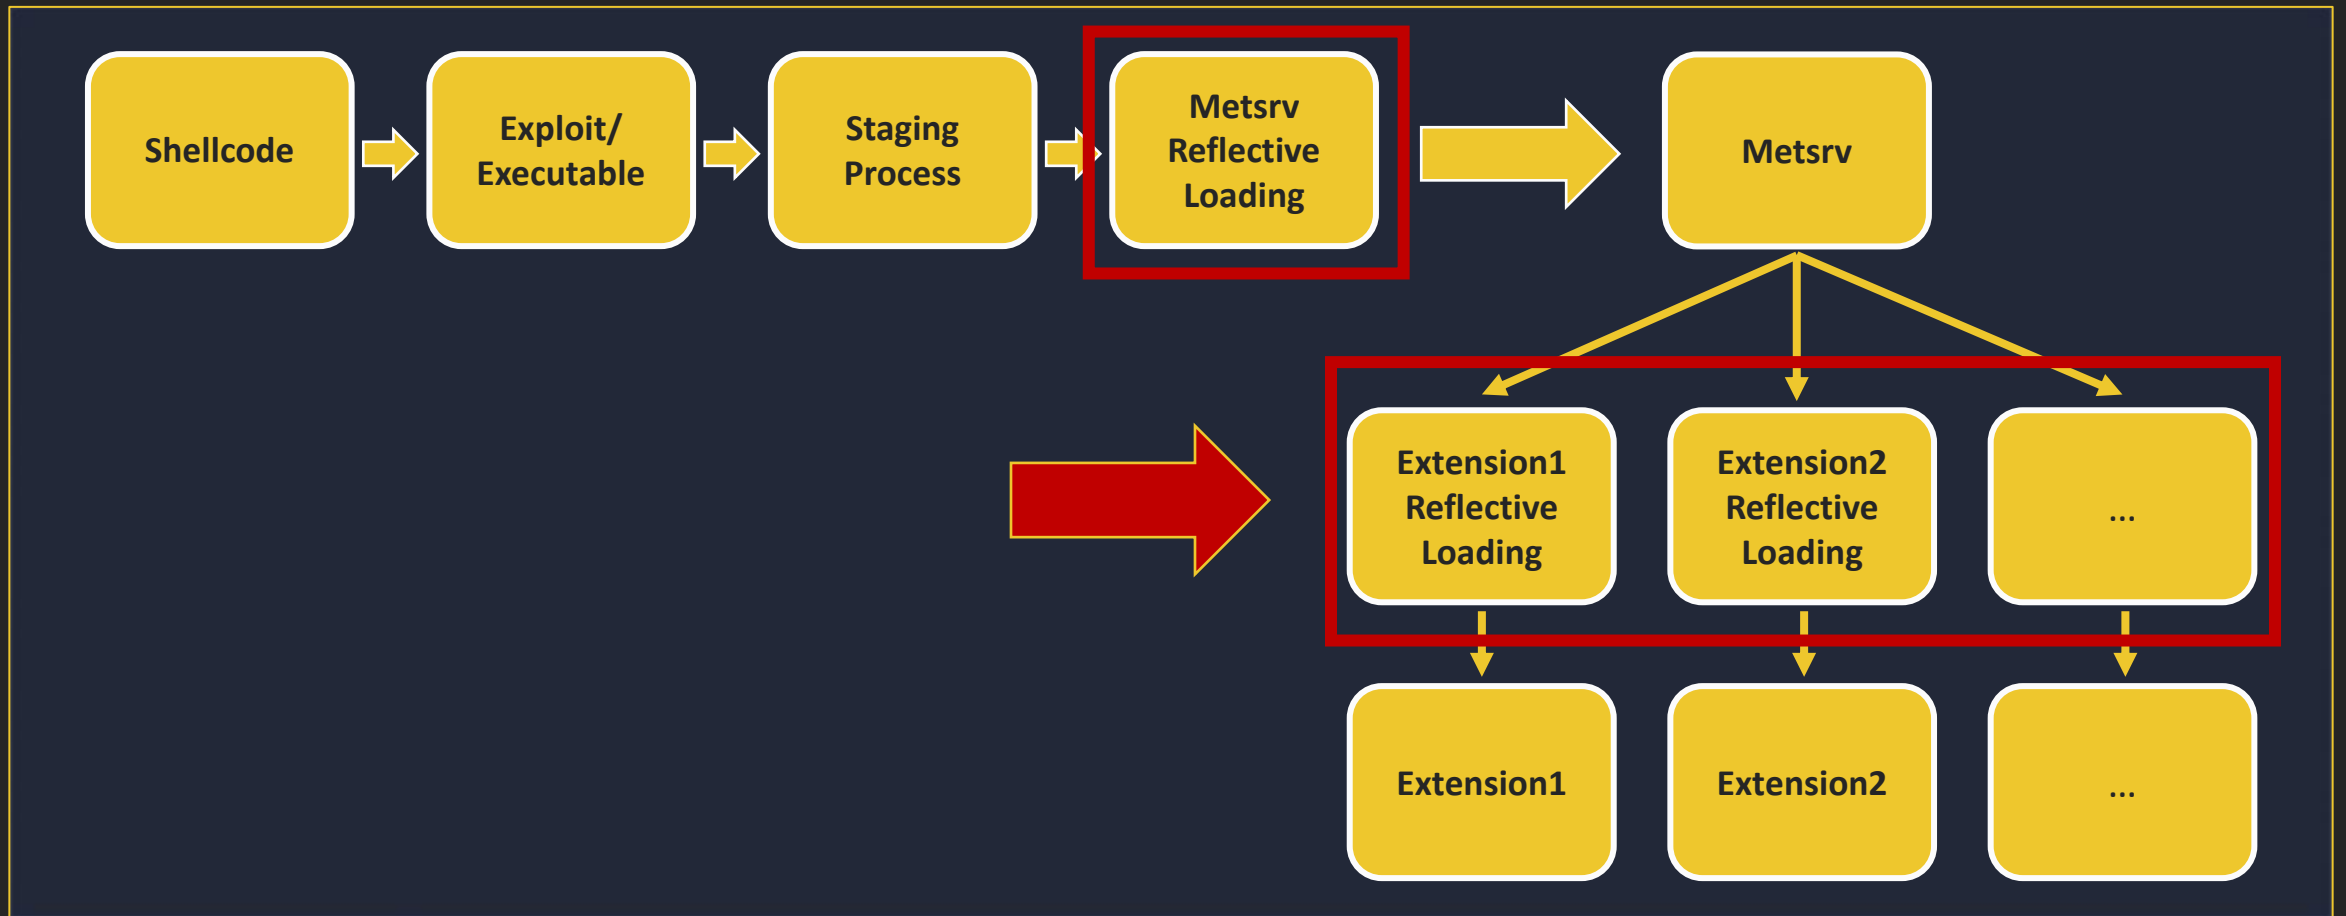 Shellcode
Exploit/
Executable
Staging
Process
Metsrv
Reflective
Loading
Metsrv
Extension1
Reflective
Loading
Extension2
Reflective
Loading
...
Extension1
Extension2
...